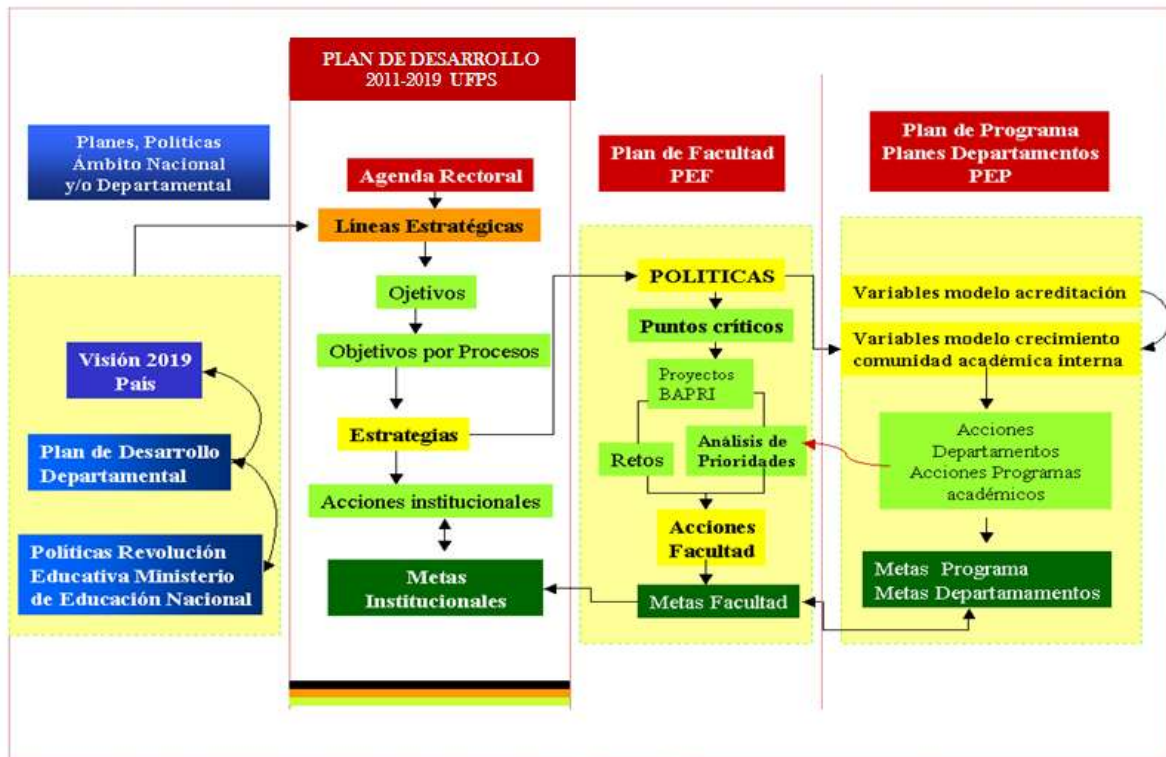 PLAN DE DESARROLLO
2011-2019 UFPS
Planes, Políticas
Ámbito Nacional
y/o Departamental
Visión 2019
País
Plan de Desarrollo
Departamental
Políticas Revolución
Educativa Ministerio
de Educación Nacional
Agenda Rectoral
Líneas Estratégicas
Ojetivos
Objetivos por Procesos
Estrategias
Acciones institucionales
Metas
Institucionales
Plan de Facultad
PEF
POLITICAS
Puntos críticos
Proyectos
BAPRI
Retos
Análisis de
Prioridades
Acciones
Facultad
Metas Facultad
Plan de Programa
Planes Departamentos
PEP
Variables modelo acreditación
Variables modelo crecimiento
comunidad académica interna
Acciones
Departamentos
Acciones Programas
académicos
Metas Programa
Metas Departamamentos